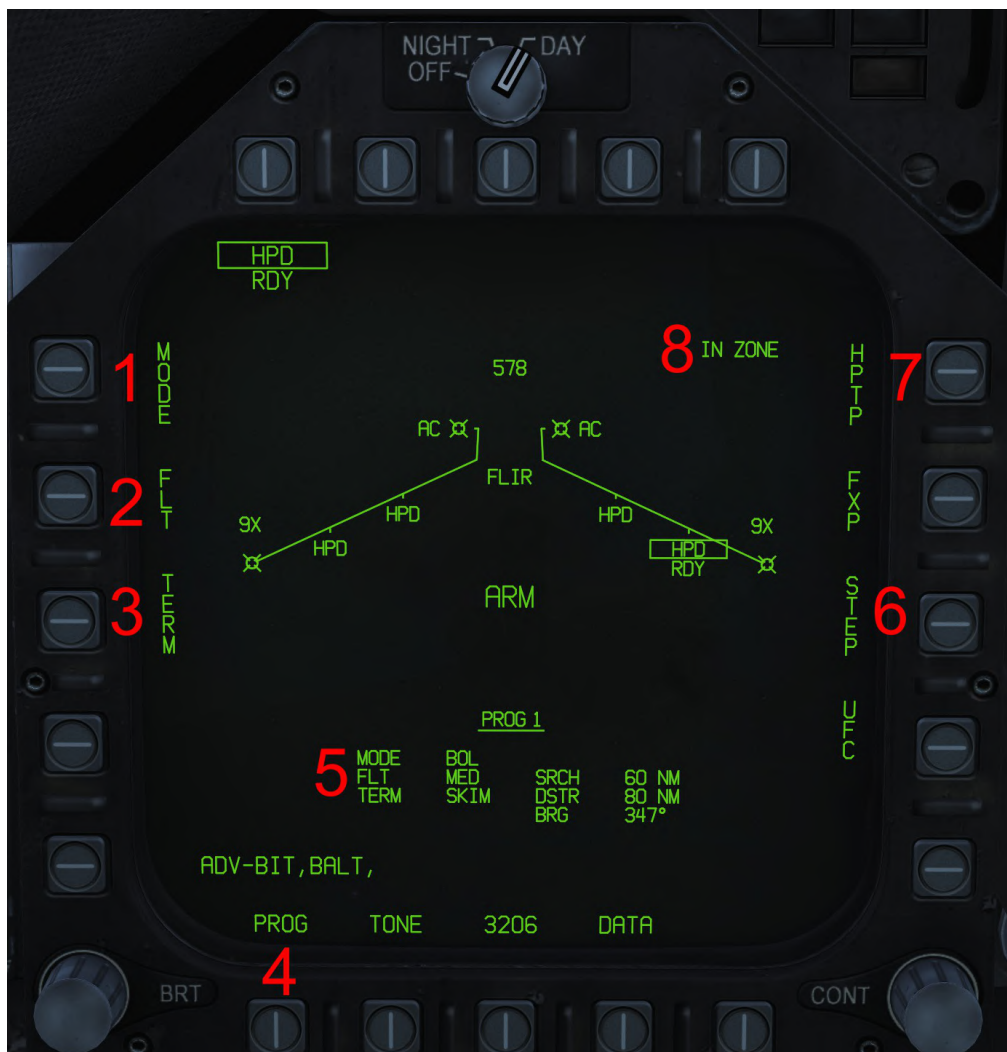 NIGHT DAY
OFF
HPD
RDY
8 IN ZONE
578
1 MODE
HPTP 7
AC AC
FLIR
2 FLT
FXP
9X HPD HPD 9X
HPD HPD
RDY
3 TERM
ARM
STEP 6
UFC
PROG 1
5
MODE BOL
FLT MED SRCH 60 NM
TERM SKIM DSTR 80 NM
BRG 347°
ADV-BIT,BALT,
PROG TONE 3206 DATA
4
BRT CONT